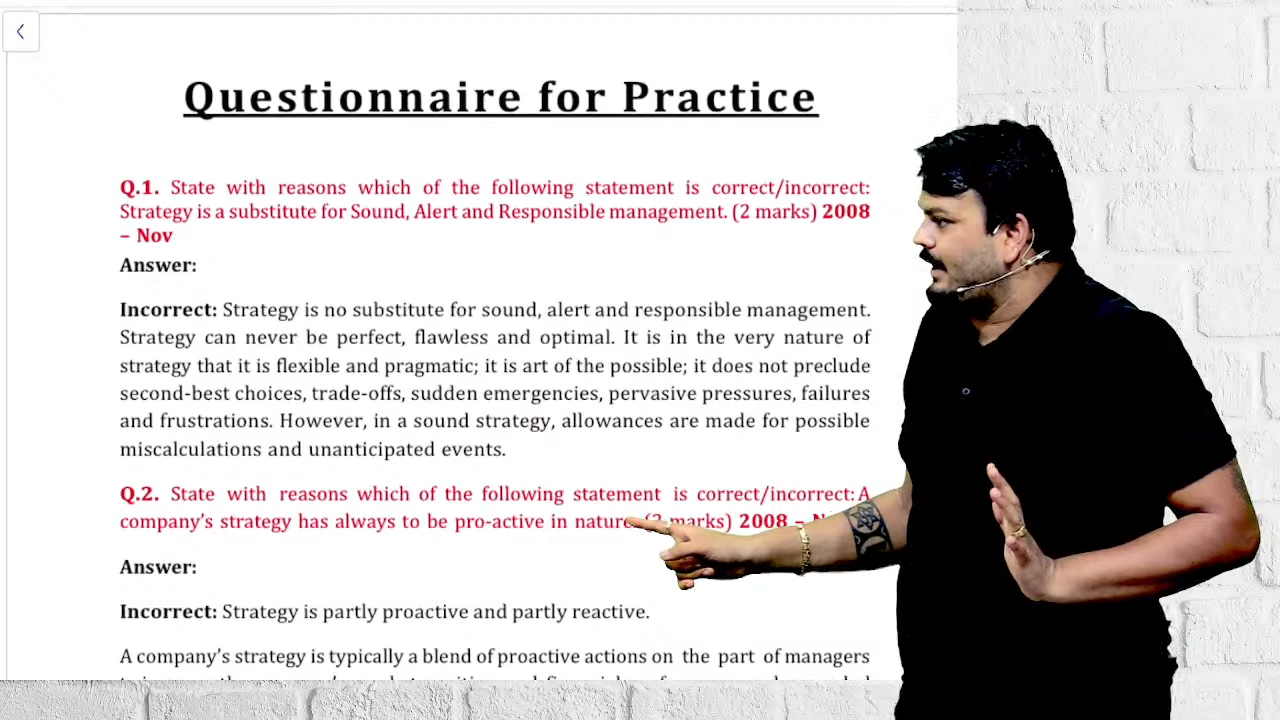 Questionnaire for Practice
Q.1. State with reasons which of the following statement is correct/incorrect:
Strategy is a substitute for Sound, Alert and Responsible management. (2 marks) 2008
– Nov
Answer:
Incorrect: Strategy is no substitute for sound, alert and responsible management.
Strategy can never be perfect, flawless and optimal. It is in the very nature of
strategy that it is flexible and pragmatic; it is art of the possible; it does not preclude
second-best choices, trade-offs, sudden emergencies, pervasive pressures, failures
and frustrations. However, in a sound strategy, allowances are made for possible
miscalculations and unanticipated events.
Q.2. State with reasons which of the following statement is correct/incorrect: A
company's strategy has always to be pro-active in nature. marks) 2008 –
Answer:
Incorrect: Strategy is partly proactive and partly reactive.
A company's strategy is typically a blend of proactive actions on the part of managers